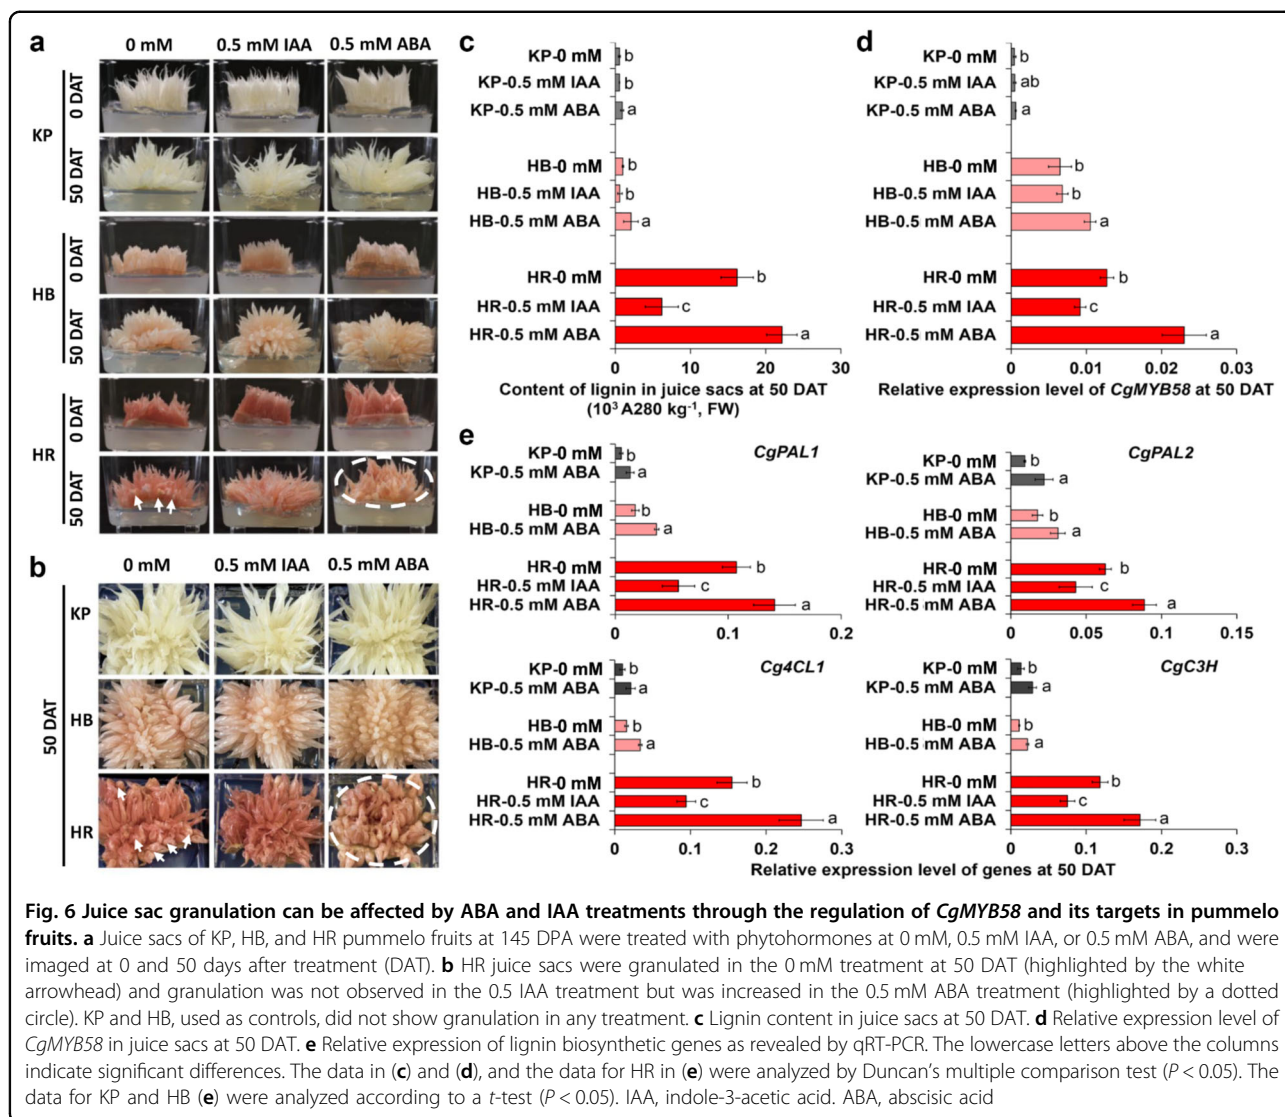 a
0 mM 0.5 mM IAA 0.5 mM ABA
KP
0 DAT
50 DAT
HB
0 DAT
50 DAT
HR
0 DAT
50 DAT
b
0 mM 0.5 mM IAA 0.5 mM ABA
50 DAT
KP
HB
HR
c
KP-0 mM b
KP-0.5 mM IAA b
KP-0.5 mM ABA a
HB-0 mM b
HB-0.5 mM IAA b
HB-0.5 mM ABA a
HR-0 mM b
HR-0.5 mM IAA c
HR-0.5 mM ABA a
0 10 20 30
Content of lignin in juice sacs at 50 DAT
(10³ A280 kg⁻¹, FW)
d
KP-0 mM b
KP-0.5 mM IAA ab
KP-0.5 mM ABA a
HB-0 mM b
HB-0.5 mM IAA b
HB-0.5 mM ABA a
HR-0 mM b
HR-0.5 mM IAA c
HR-0.5 mM ABA a
0 0.01 0.02 0.03
Relative expression level of CgMYB58 at 50 DAT
e
CgPAL1
KP-0 mM b
KP-0.5 mM ABA a
HB-0 mM b
HB-0.5 mM ABA a
HR-0 mM b
HR-0.5 mM IAA c
HR-0.5 mM ABA a
0 0.1 0.2
CgPAL2
KP-0 mM b
KP-0.5 mM ABA a
HB-0 mM b
HB-0.5 mM ABA a
HR-0 mM b
HR-0.5 mM IAA c
HR-0.5 mM ABA a
0 0.05 0.1 0.15
Cg4CL1
KP-0 mM b
KP-0.5 mM ABA a
HB-0 mM b
HB-0.5 mM ABA a
HR-0 mM b
HR-0.5 mM IAA c
HR-0.5 mM ABA a
0 0.1 0.2 0.3
CgC3H
KP-0 mM b
KP-0.5 mM ABA a
HB-0 mM b
HB-0.5 mM ABA a
HR-0 mM b
HR-0.5 mM IAA c
HR-0.5 mM ABA a
0 0.1 0.2 0.3
Relative expression level of genes at 50 DAT
Fig. 6 Juice sac granulation can be affected by ABA and IAA treatments through the regulation of CgMYB58 and its targets in pummelo
fruits. a Juice sacs of KP, HB, and HR pummelo fruits at 145 DPA were treated with phytohormones at 0 mM, 0.5 mM IAA, or 0.5 mM ABA, and were
imaged at 0 and 50 days after treatment (DAT). b HR juice sacs were granulated in the 0 mM treatment at 50 DAT (highlighted by the white
arrowhead) and granulation was not observed in the 0.5 IAA treatment but was increased in the 0.5 mM ABA treatment (highlighted by a dotted
circle). KP and HB, used as controls, did not show granulation in any treatment. c Lignin content in juice sacs at 50 DAT. d Relative expression level of
CgMYB58 in juice sacs at 50 DAT. e Relative expression of lignin biosynthetic genes as revealed by qRT-PCR. The lowercase letters above the columns
indicate significant differences. The data in (c) and (d), and the data for HR in (e) were analyzed by Duncan's multiple comparison test (P < 0.05). The
data for KP and HB (e) were analyzed according to a t-test (P < 0.05). IAA, indole-3-acetic acid. ABA, abscisic acid